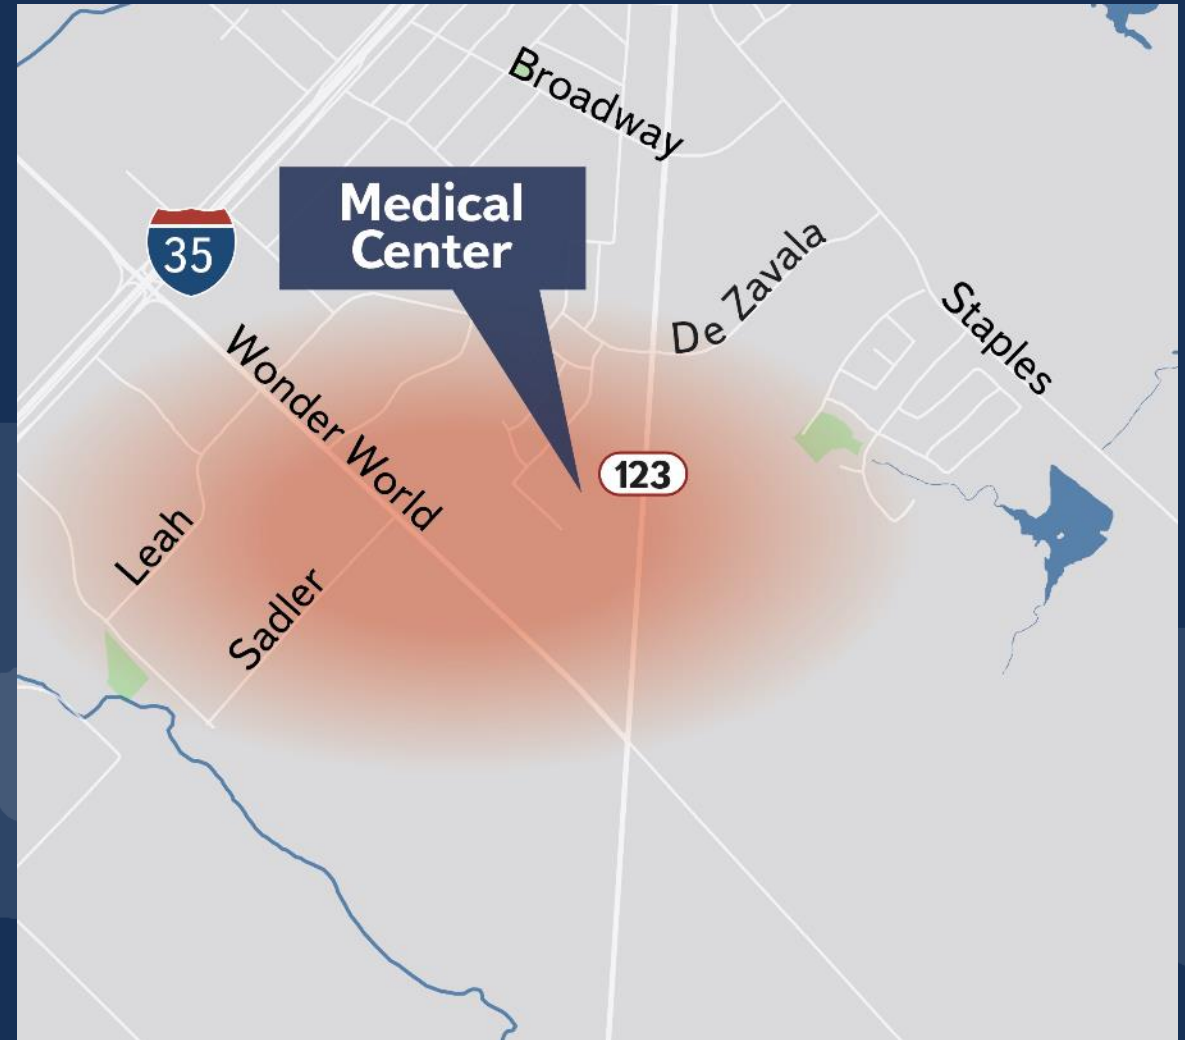 Broadway
Medical
Center
35
De Zavala
Staples
Wonder World
123
Leah
Sadler